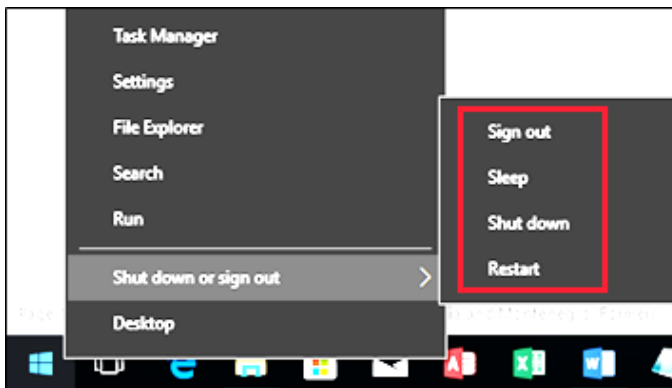 Task Manager
Settings
File Explorer
Search
Run
Shut down or sign out
Desktop
Sign out
Sleep
Shut down
Restart